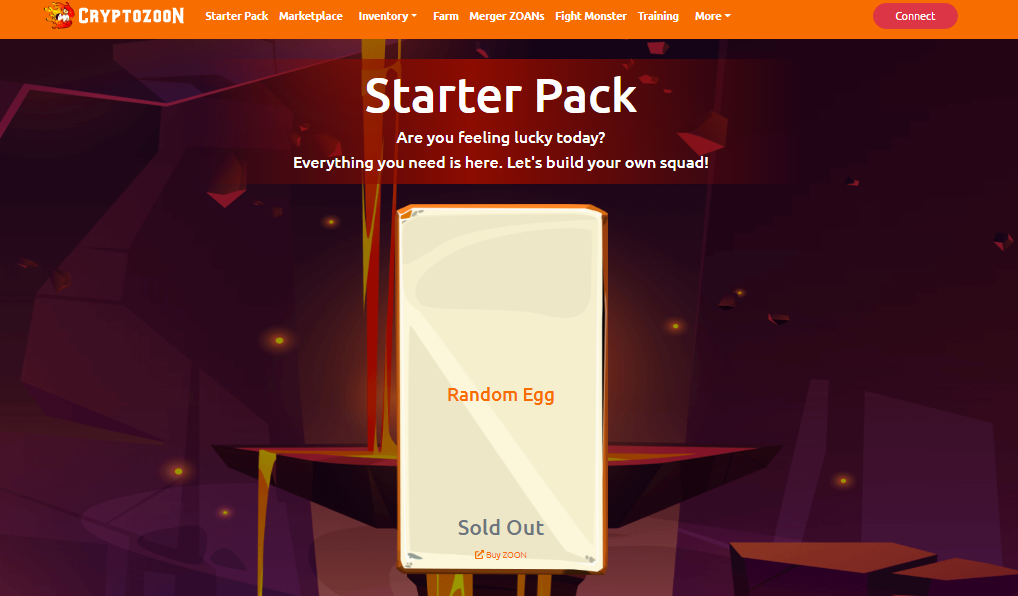 CRYPTOZOON Starter Pack Marketplace Inventory Farm Merger ZOANs Fight Monster Training More Connect
Starter Pack
Are you feeling lucky today?
Everything you need is here. Let's build your own squad!
Random Egg
Sold Out
Buy ZOON